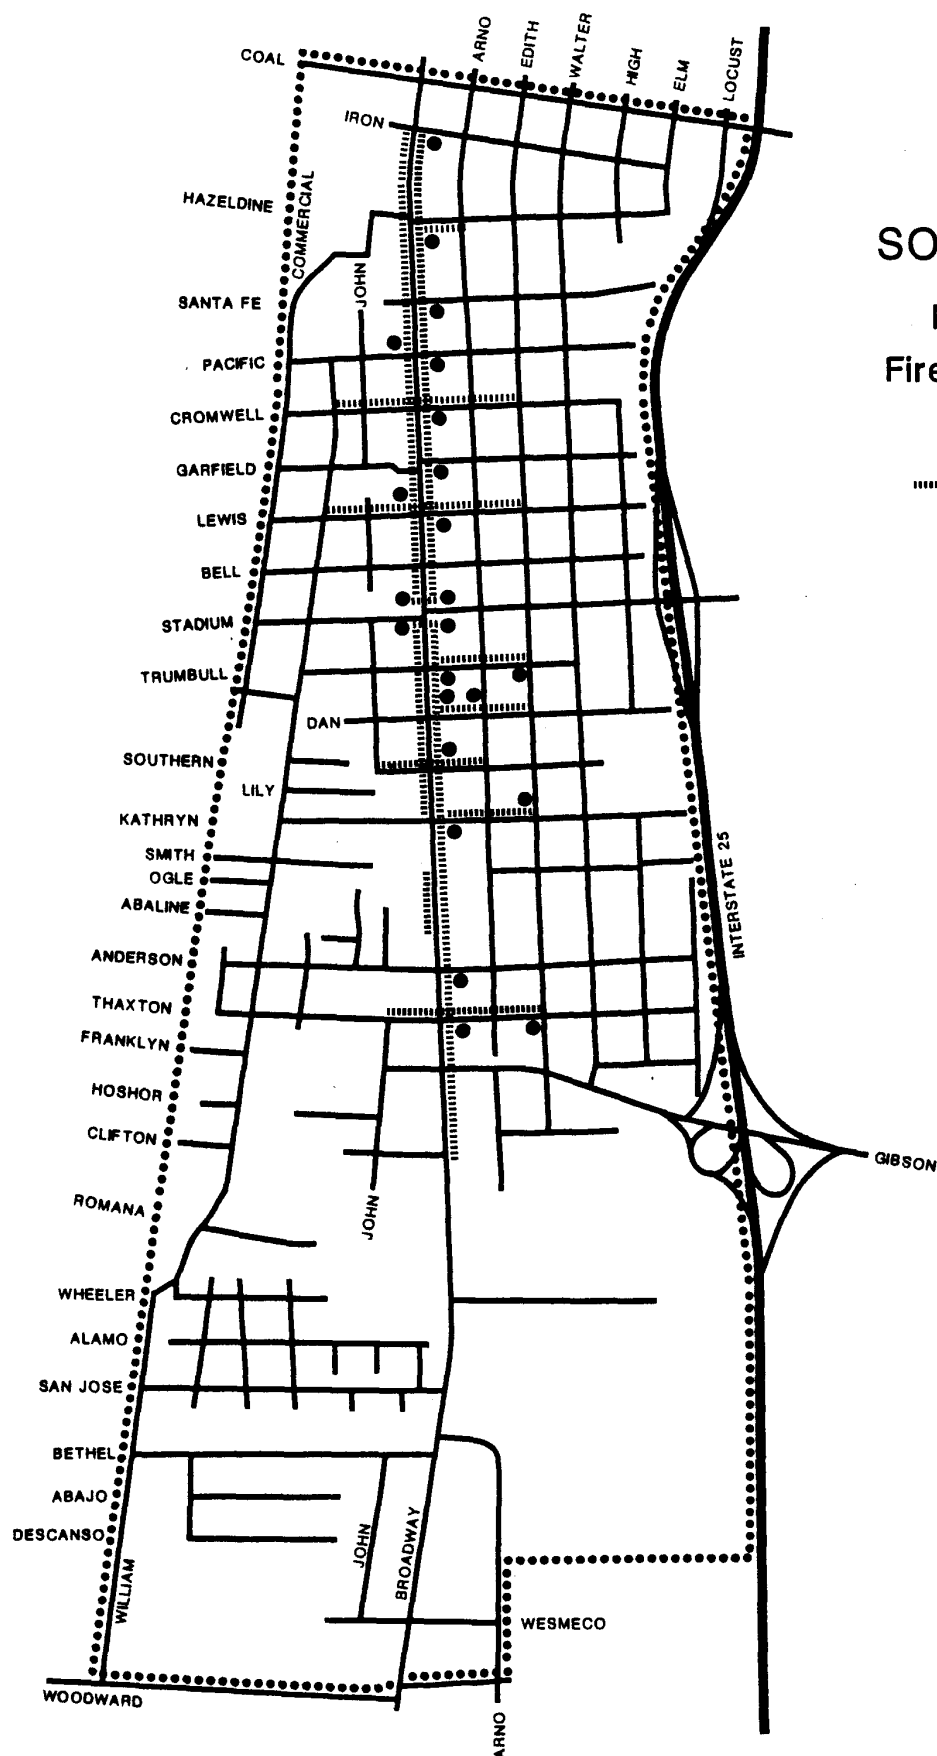 COAL
ARNO
EDITH
WALTER
HIGH
ELM
LOCUST
IRON
HAZELDINE
COMMERCIAL
JOHN
SO
SANTA FE
PACIFIC
Fire
CROMWELL
GARFIELD
LEWIS
BELL
STADIUM
TRUMBULL
DAN
SOUTHERN
LILY
KATHRYN
SMITH
OGLE
ABALINE
INTERSTATE 25
ANDERSON
THAXTON
FRANKLYN
HOSHOR
CLIFTON
GIBSON
ROMANA
JOHN
WHEELER
ALAMO
SAN JOSE
BETHEL
ABAJO
DESCANSO
JOHN
BROADWAY
WILLIAM
WESMECO
WOODWARD
ARNO